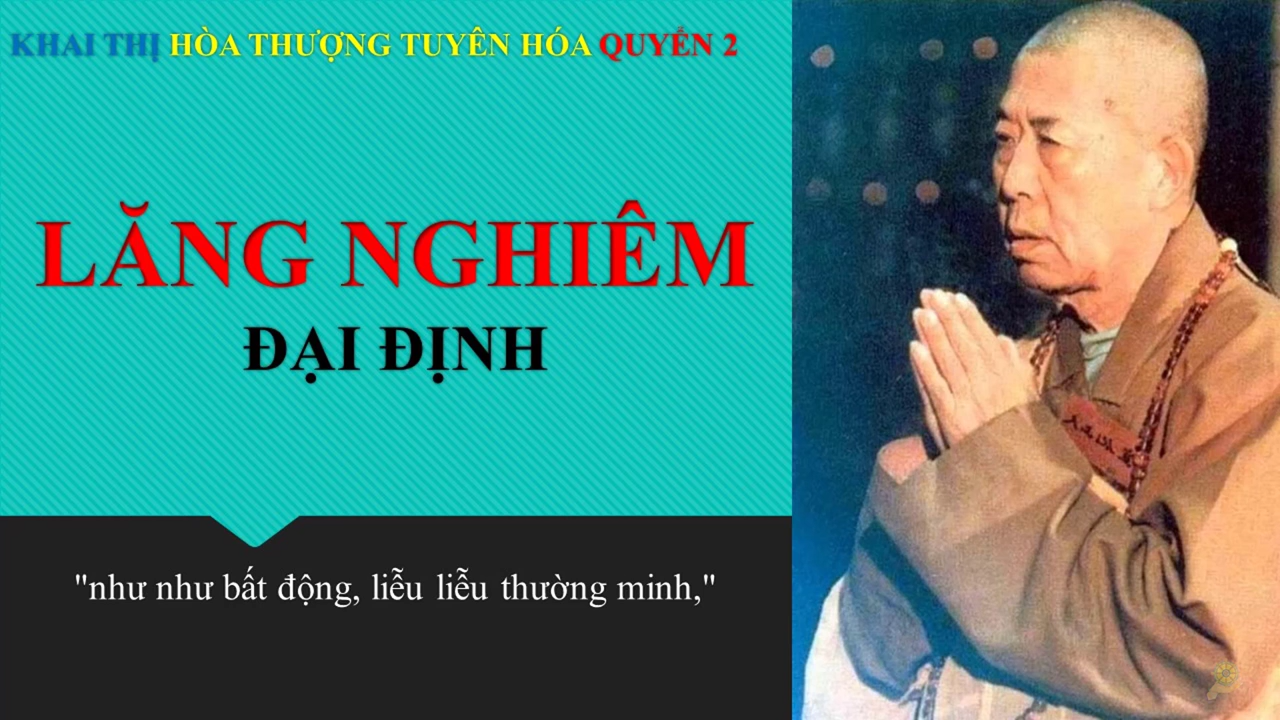 KHAI THỊ HÒA THƯỢNG TUYÊN HÓA QUYỂN 2
LĂNG NGHIÊM
ĐẠI ĐỊNH
"như như bất động, liễu liễu thường minh,"